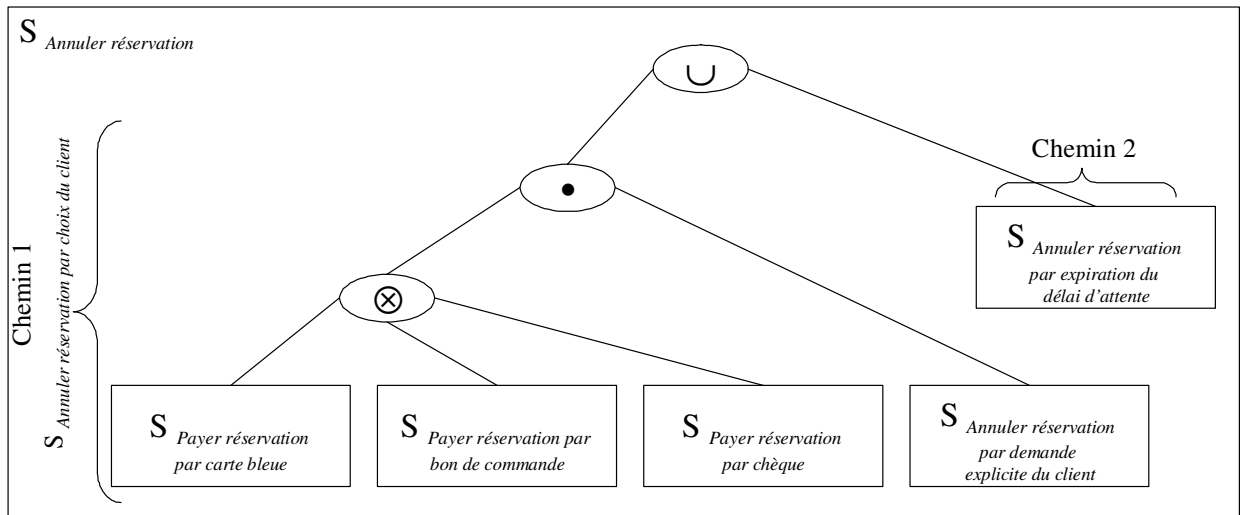 S Annuler réservation
∪
Chemin 2
•
S Annuler réservation
par expiration du
délai d'attente
Chemin 1
S Annuler réservation par choix du client
⊗
S Payer réservation
par carte bleue
S Payer réservation par
bon de commande
S Payer réservation
par chèque
S Annuler réservation
par demande
explicite du client